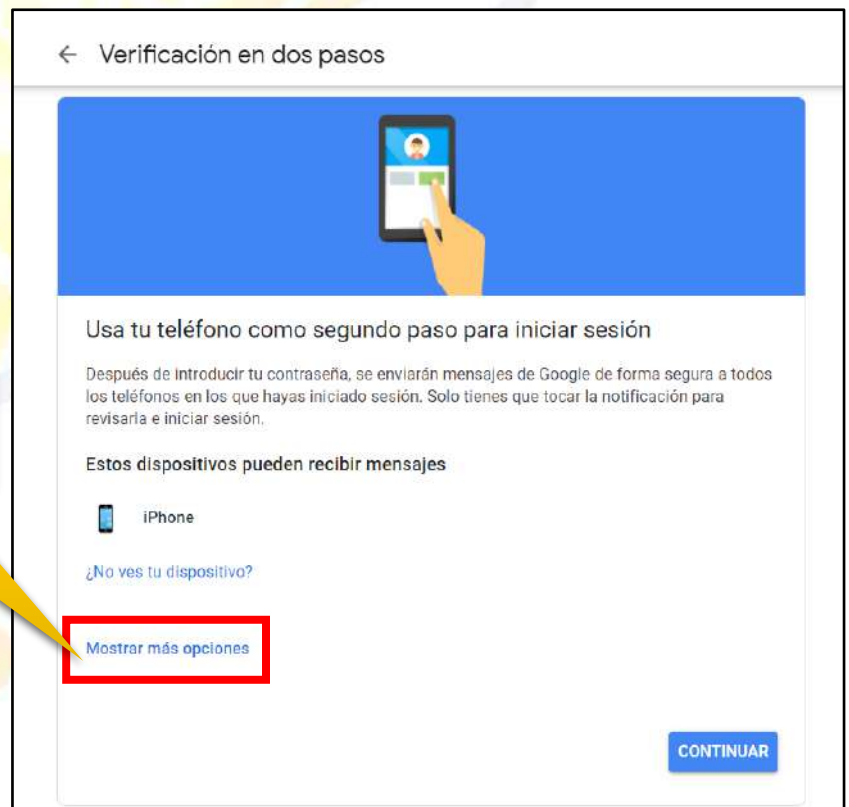 ← Verificación en dos pasos
Usa tu teléfono como segundo paso para iniciar sesión
Después de introducir tu contraseña, se enviarán mensajes de Google de forma segura a todos
los teléfonos en los que hayas iniciado sesión. Solo tienes que tocar la notificación para
revisarla e iniciar sesión.
Estos dispositivos pueden recibir mensajes
iPhone
¿No ves tu dispositivo?
Mostrar más opciones
CONTINUAR